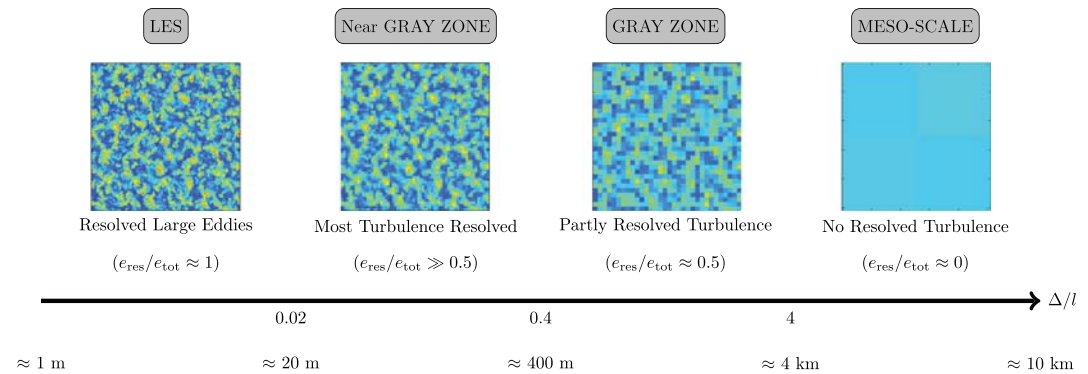 LES Near GRAY ZONE GRAY ZONE MESO-SCALE
Resolved Large Eddies Most Turbulence Resolved Partly Resolved Turbulence No Resolved Turbulence
(e_res/e_tot ≈ 1) (e_res/e_tot ≫ 0.5) (e_res/e_tot ≈ 0.5) (e_res/e_tot ≈ 0)
Δ/l
0.02 0.4 4
≈ 1 m ≈ 20 m ≈ 400 m ≈ 4 km ≈ 10 km